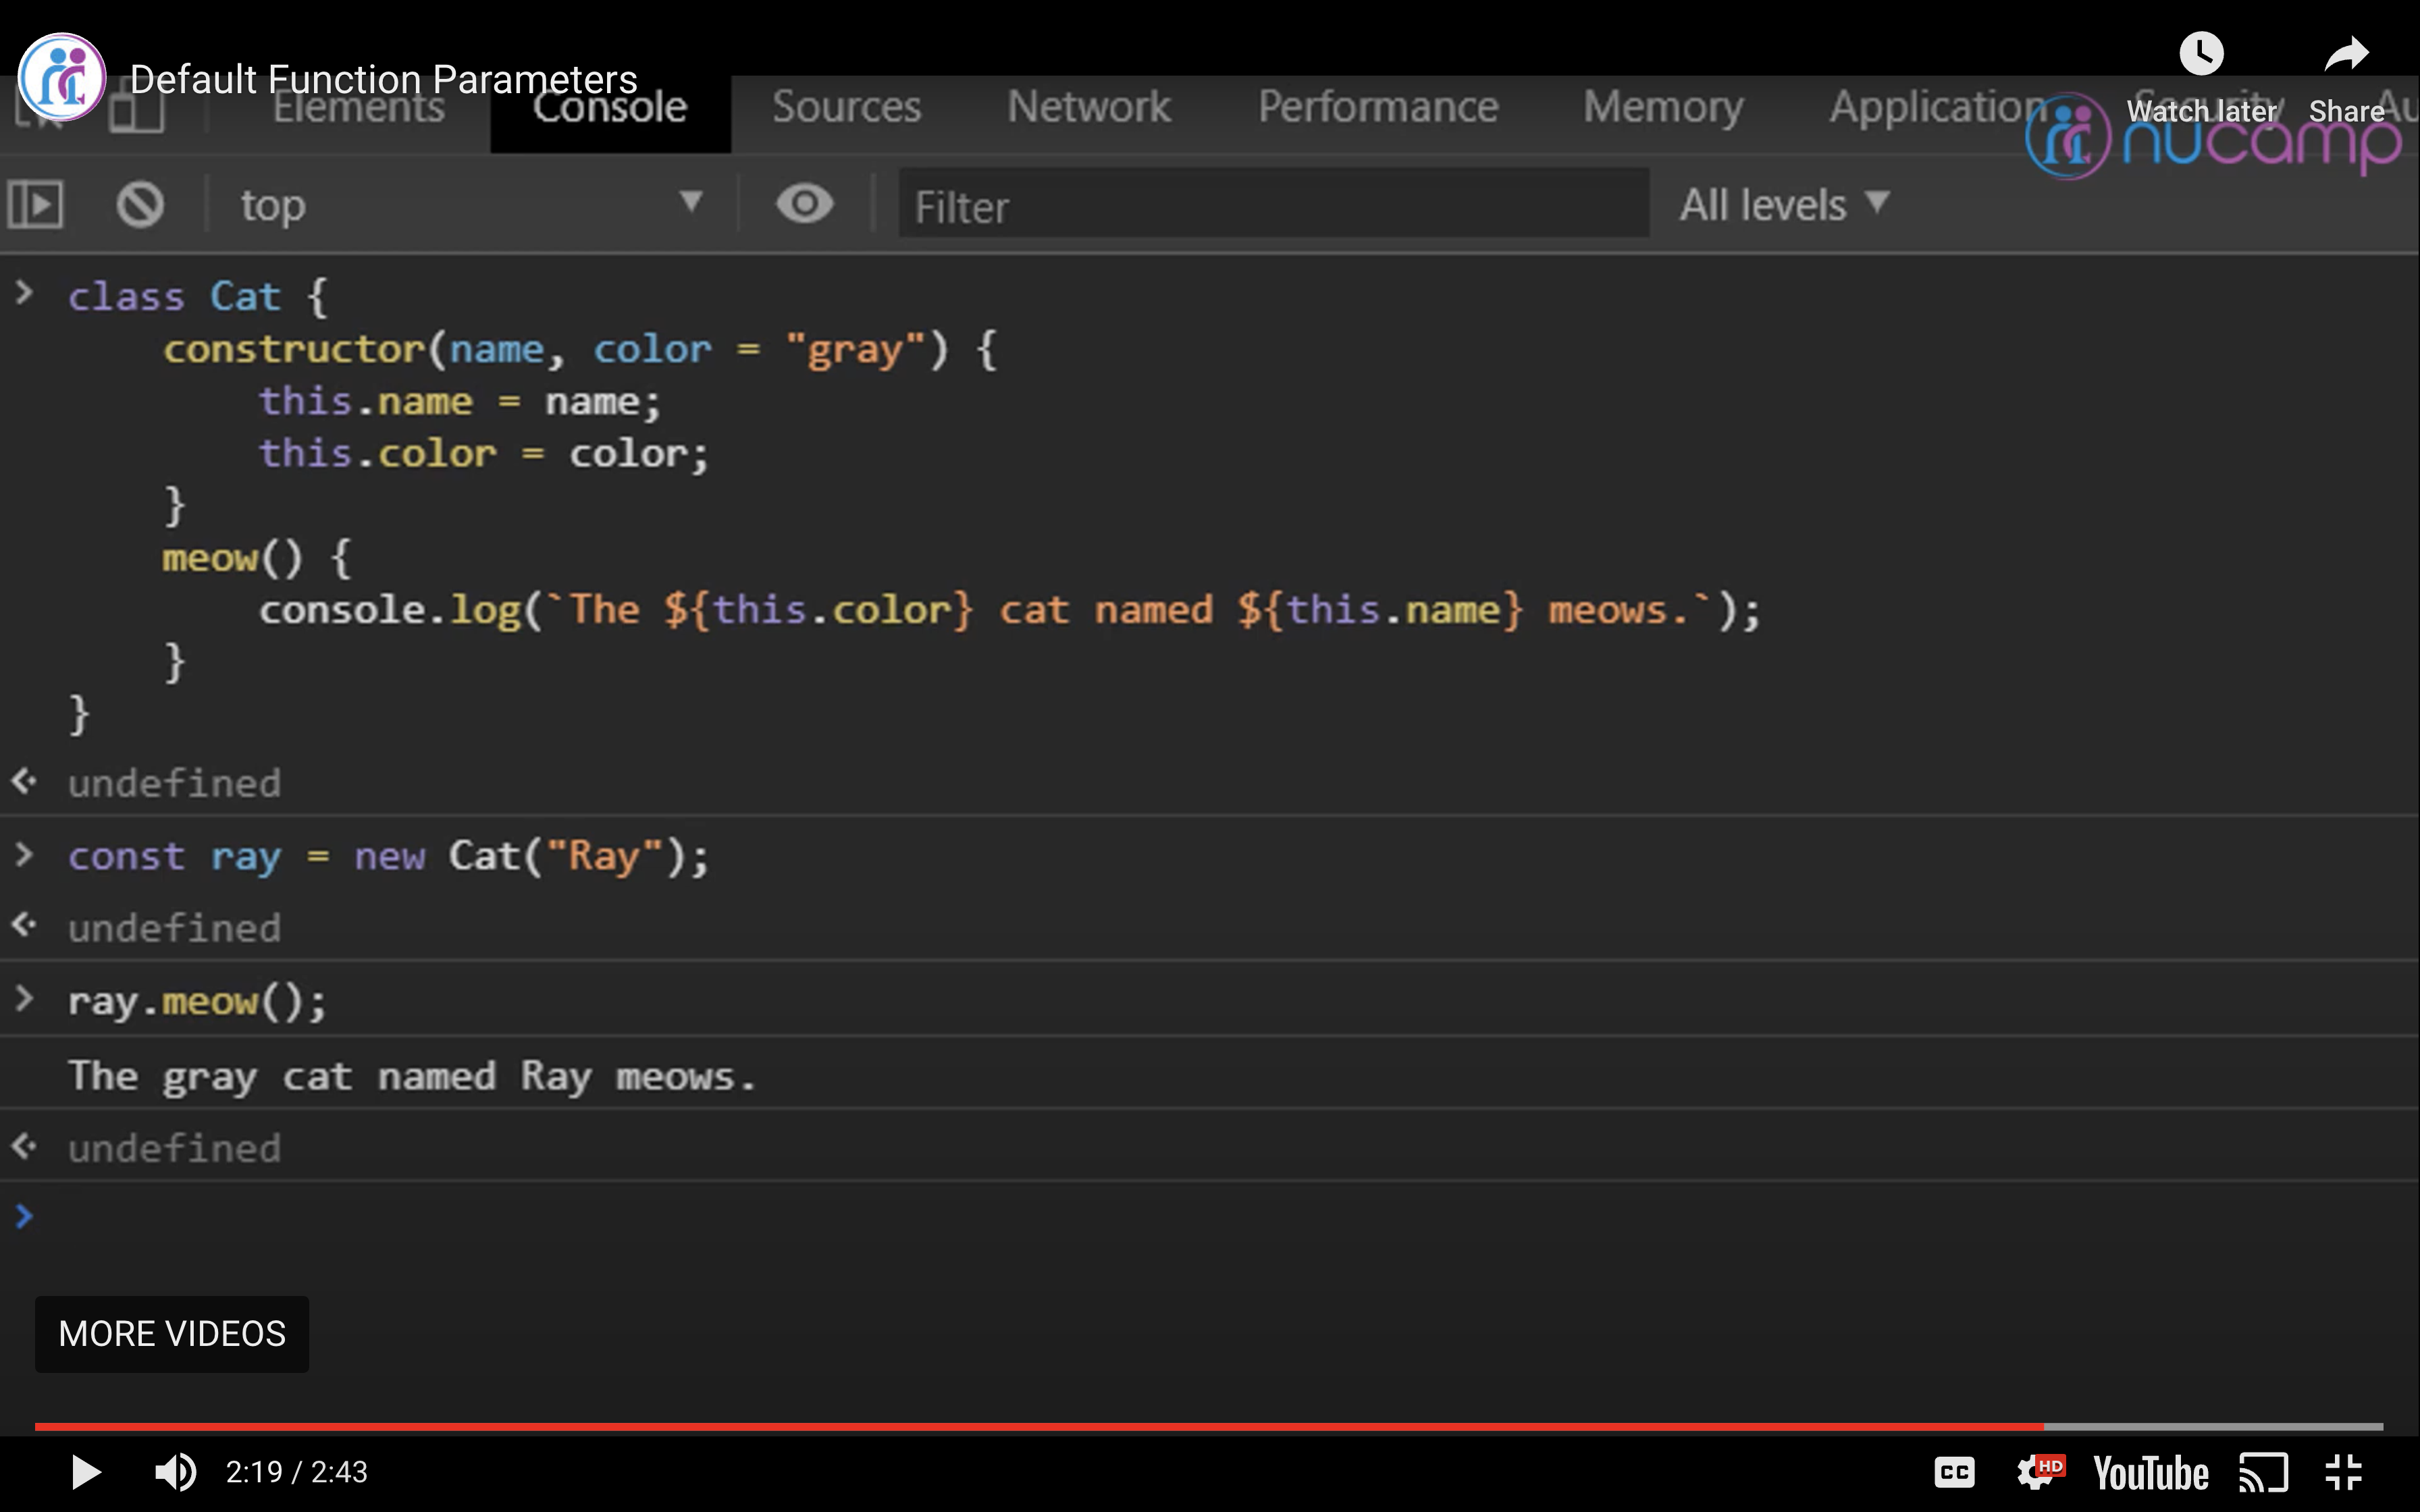 Default Function Parameters
Watch later Share
Elements Console Sources Network Performance Memory Application Security Au
nucamp
top Filter All levels
> class Cat {
constructor(name, color = "gray") {
this.name = name;
this.color = color;
}
meow() {
console.log(`The ${this.color} cat named ${this.name} meows.`);
}
}
undefined
> const ray = new Cat("Ray");
undefined
> ray.meow();
The gray cat named Ray meows.
undefined
>
MORE VIDEOS
2:19 / 2:43 CC HD YouTube